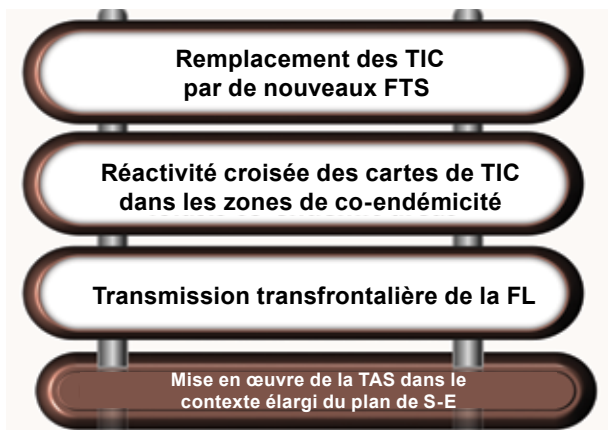 Remplacement des TIC
par de nouveaux FTS
Réactivité croisée des cartes de TIC
dans les zones de co-endémicité
Transmission transfrontalière de la FL
Mise en œuvre de la TAS dans le
contexte élargi du plan de S-E